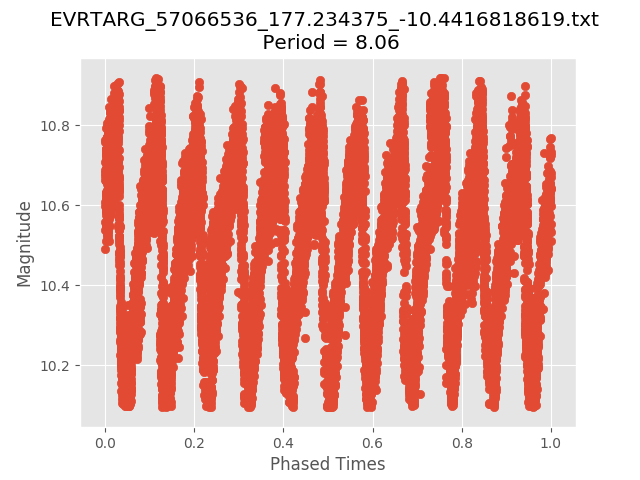 EVRTARG_57066536_177.234375_-10.4416818619.txt
Period = 8.06
10.8
10.6
10.4
10.2
Magnitude
0.0 0.2 0.4 0.6 0.8 1.0
Phased Times